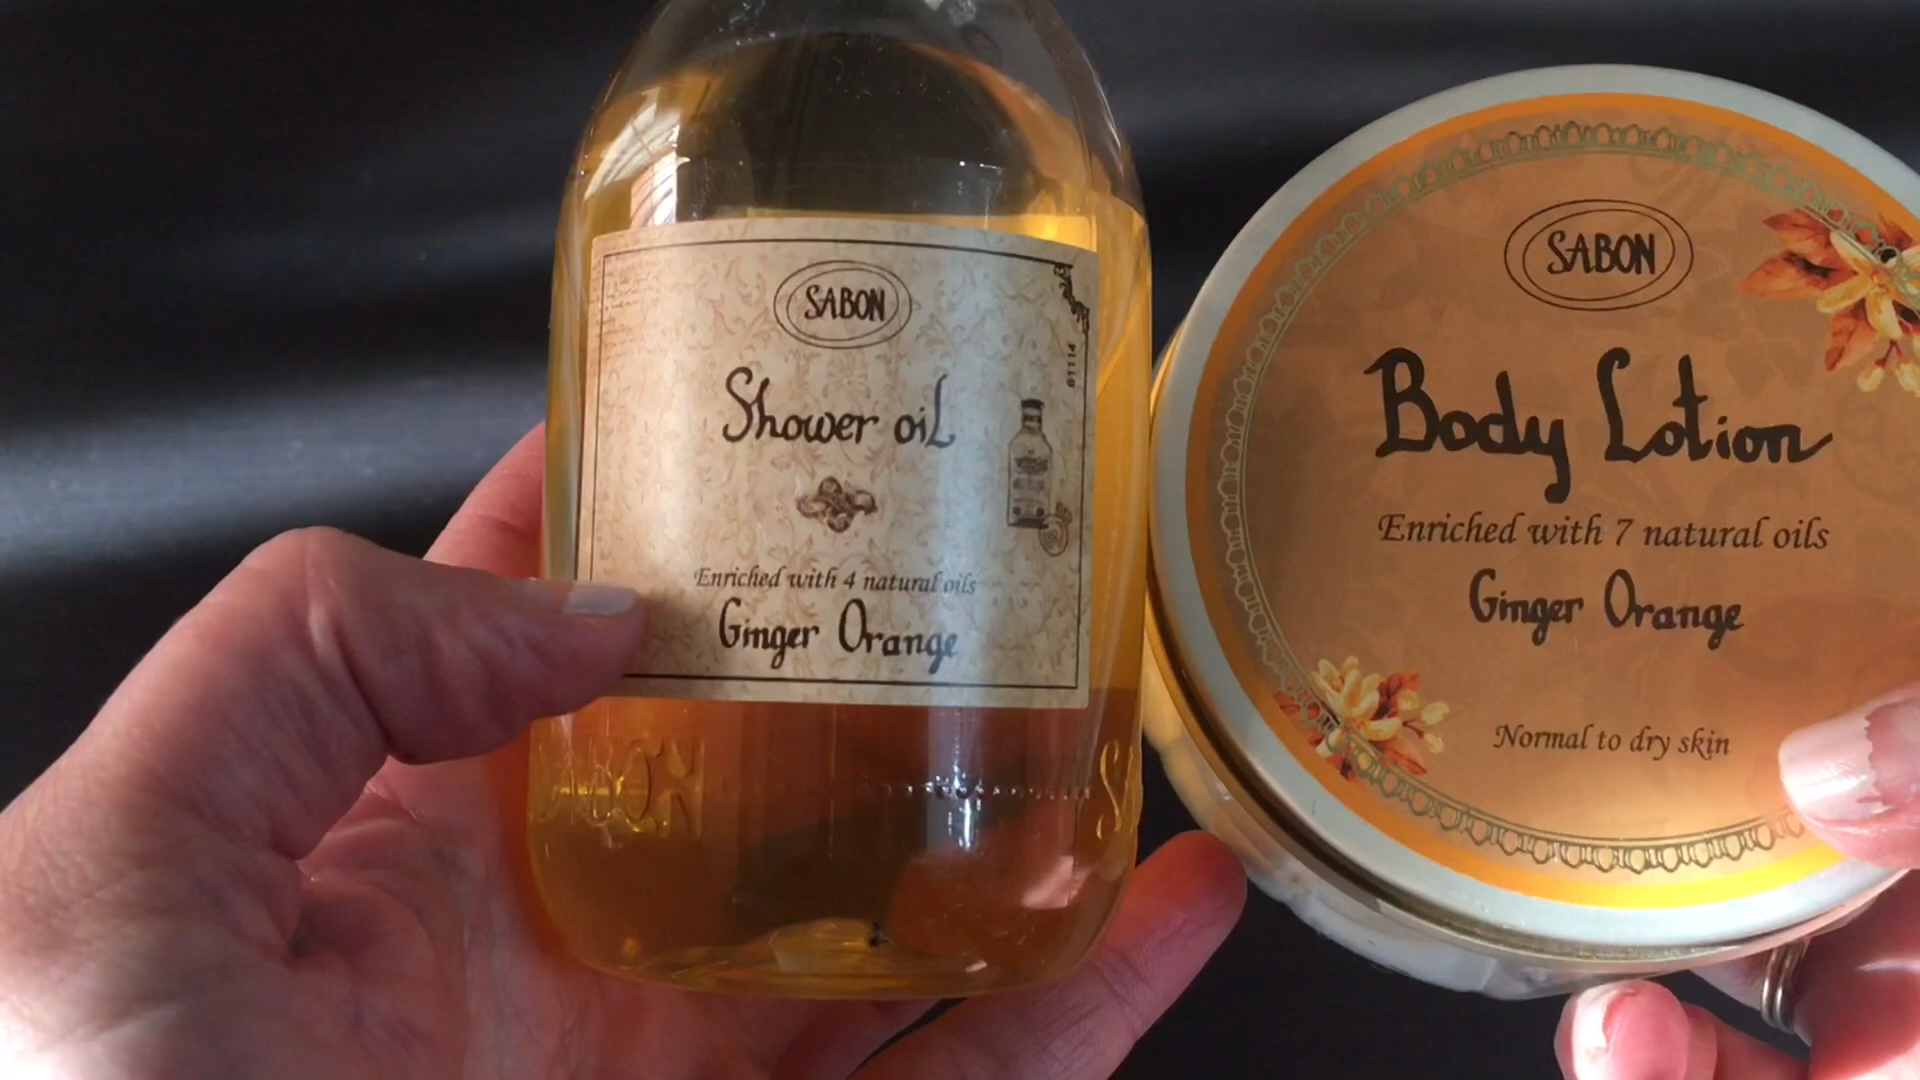 SABON
Shower oil
Enriched with 4 natural oils
Ginger Orange
61114
SABON
Body Lotion
Enriched with 7 natural oils
Ginger Orange
Normal to dry skin